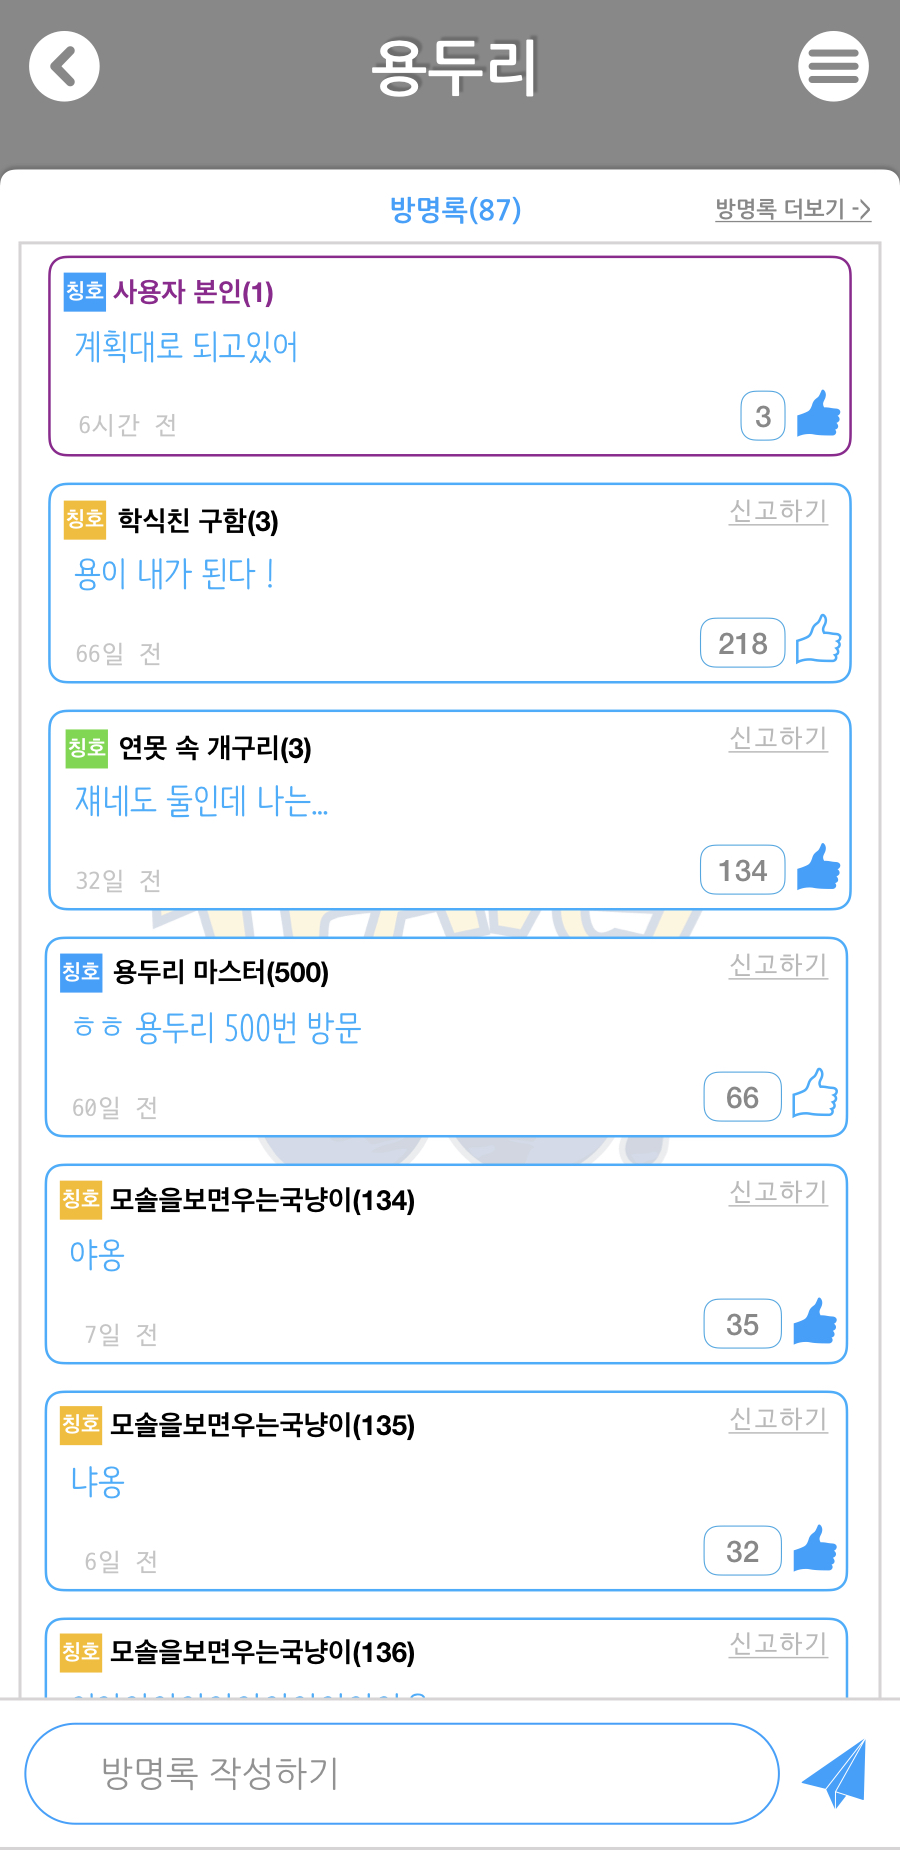 용두리
방명록(87)
방명록 더보기 ->
칭호 사용자 본인(1)
계획대로 되고있어
6시간 전
3
칭호 학식친 구함(3)
신고하기
용이 내가 된다 !
66일 전
218
칭호 연못 속 개구리(3)
신고하기
쟤네도 둘인데 나는...
32일 전
134
칭호 용두리 마스터(500)
신고하기
ㅎㅎ 용두리 500번 방문
60일 전
66
칭호 모솔을보면우는국냥이(134)
신고하기
야옹
7일 전
35
칭호 모솔을보면우는국냥이(135)
신고하기
냐옹
6일 전
32
칭호 모솔을보면우는국냥이(136)
신고하기
방명록 작성하기